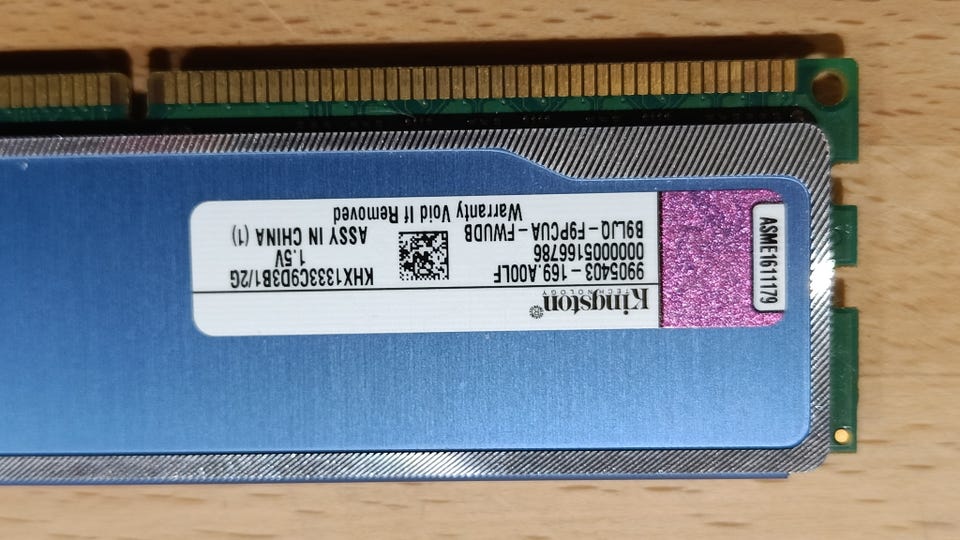 Kingston
TECHNOLOGY
9905403-169.A00LF
0000005166786
B9LJQ-F9PCUA-FWUDB
Warranty Void If Removed
KHX1333C9D3B1/2G
1.5V
ASSY IN CHINA (1)
ASME1611179